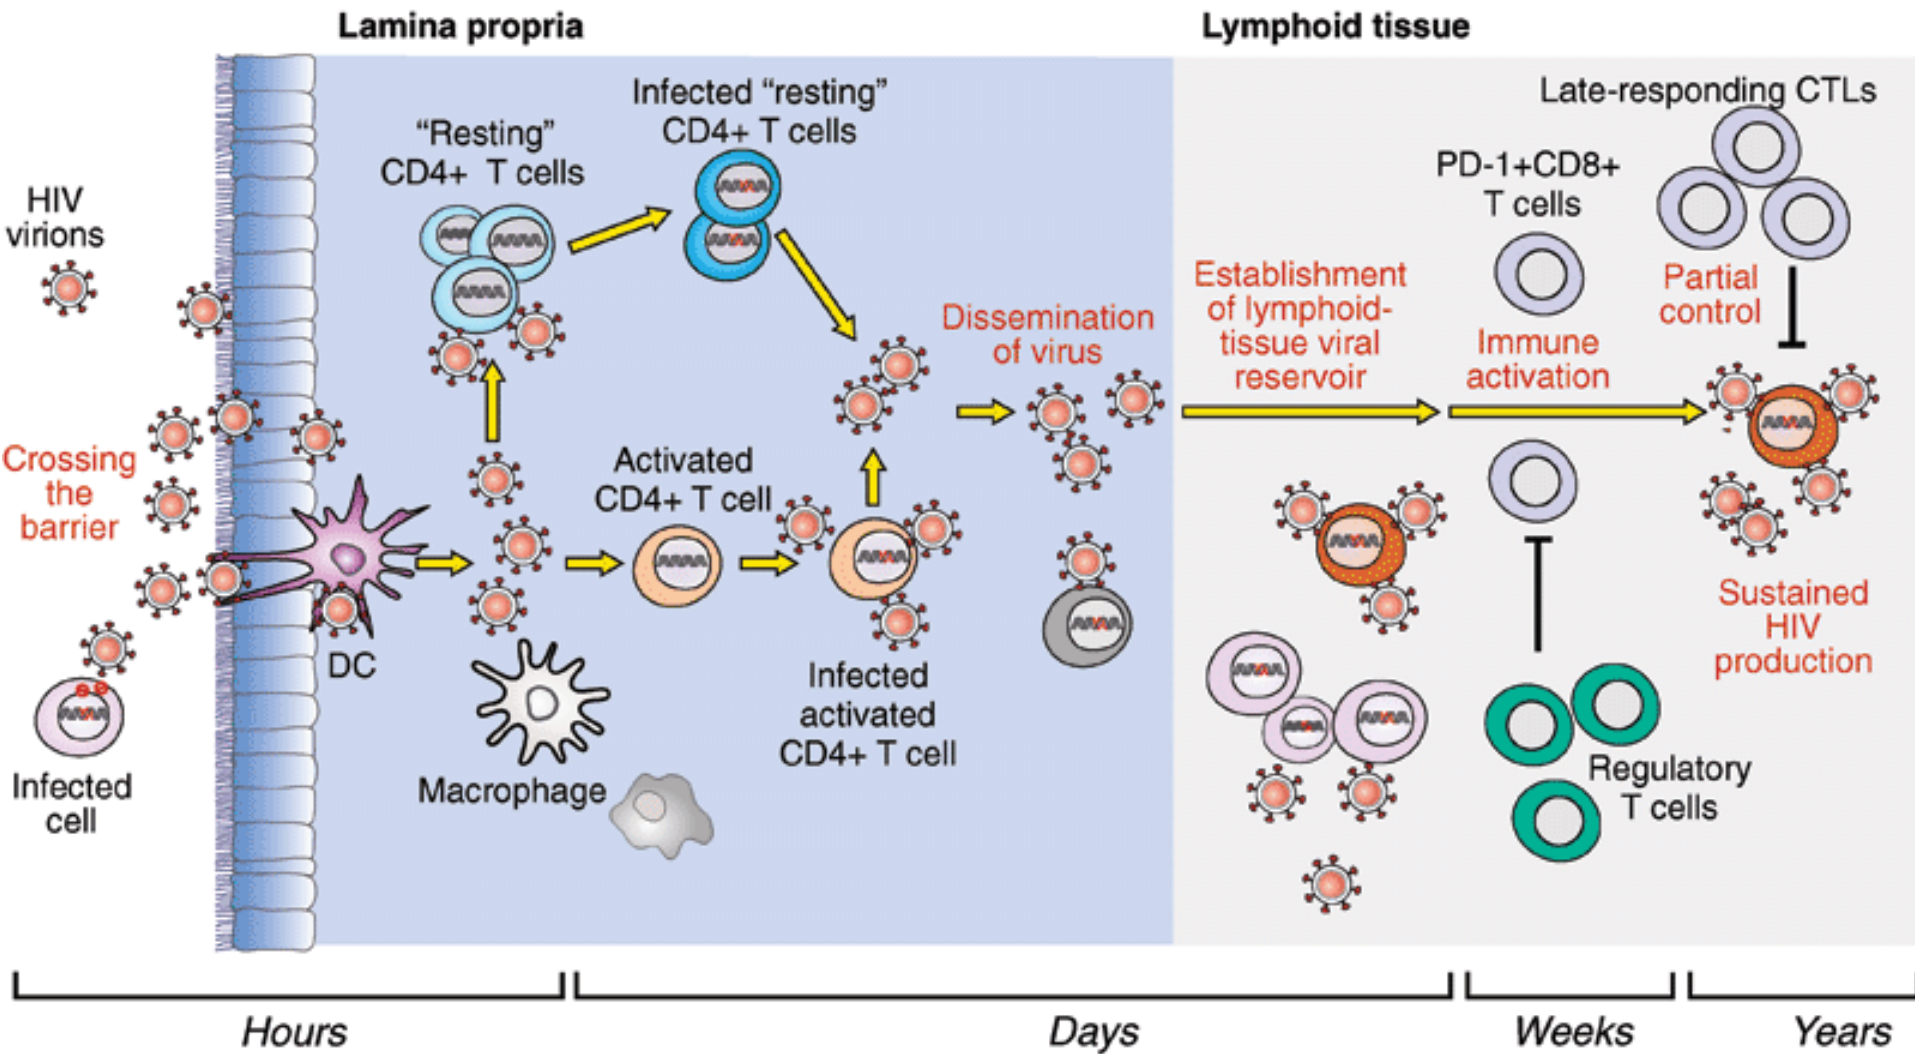 Lamina propria
Lymphoid tissue
HIV
virions
Crossing
the
barrier
Infected
cell
DC
“Resting”
CD4+ T cells
Infected “resting”
CD4+ T cells
Activated
CD4+ T cell
Macrophage
Infected
activated
CD4+ T cell
Dissemination
of virus
Establishment
of lymphoid-
tissue viral
reservoir
PD-1+CD8+
T cells
Immune
activation
Regulatory
T cells
Late-responding CTLs
Partial
control
Sustained
HIV
production
Hours
Days
Weeks
Years